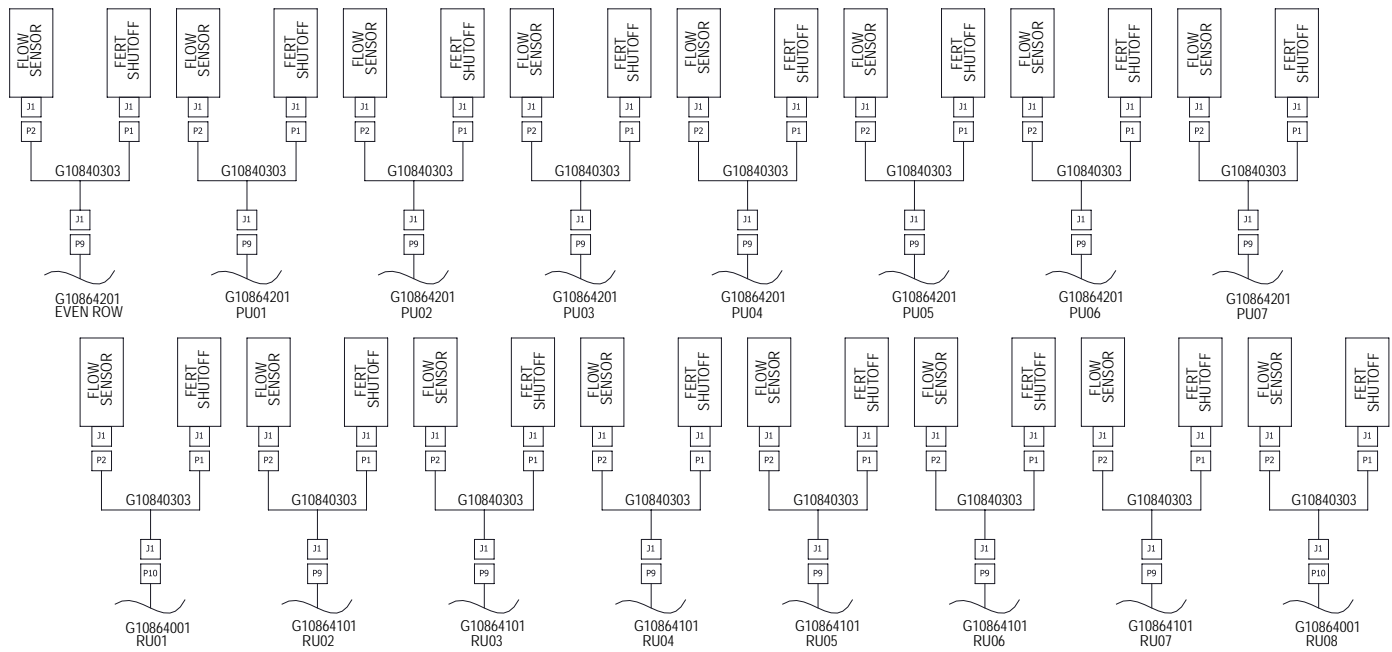 FLOW SENSOR FERT SHUTOFF FLOW SENSOR FERT SHUTOFF FLOW SENSOR FERT SHUTOFF FLOW SENSOR FERT SHUTOFF FLOW SENSOR FERT SHUTOFF FLOW SENSOR FERT SHUTOFF FLOW SENSOR FERT SHUTOFF FLOW SENSOR FERT SHUTOFF
J1 J1 J1 J1 J1 J1 J1 J1 J1 J1 J1 J1 J1 J1 J1 J1
P2 P1 P2 P1 P2 P1 P2 P1 P2 P1 P2 P1 P2 P1 P2 P1
G10840303 G10840303 G10840303 G10840303 G10840303 G10840303 G10840303 G10840303
J1 J1 J1 J1 J1 J1 J1 J1
P9 P9 P9 P9 P9 P9 P9 P9
G10864201 G10864201 G10864201 G10864201 G10864201 G10864201 G10864201 G10864201
EVEN ROW PU01 PU02 PU03 PU04 PU05 PU06 PU07
FLOW SENSOR FERT SHUTOFF FLOW SENSOR FERT SHUTOFF FLOW SENSOR FERT SHUTOFF FLOW SENSOR FERT SHUTOFF FLOW SENSOR FERT SHUTOFF FLOW SENSOR FERT SHUTOFF FLOW SENSOR FERT SHUTOFF FLOW SENSOR FERT SHUTOFF
J1 J1 J1 J1 J1 J1 J1 J1 J1 J1 J1 J1 J1 J1 J1 J1
P2 P1 P2 P1 P2 P1 P2 P1 P2 P1 P2 P1 P2 P1 P2 P1
G10840303 G10840303 G10840303 G10840303 G10840303 G10840303 G10840303 G10840303
J1 J1 J1 J1 J1 J1 J1 J1
P10 P9 P9 P9 P9 P9 P9 P10
G10864001 G10864101 G10864101 G10864101 G10864101 G10864101 G10864101 G10864001
RU01 RU02 RU03 RU04 RU05 RU06 RU07 RU08